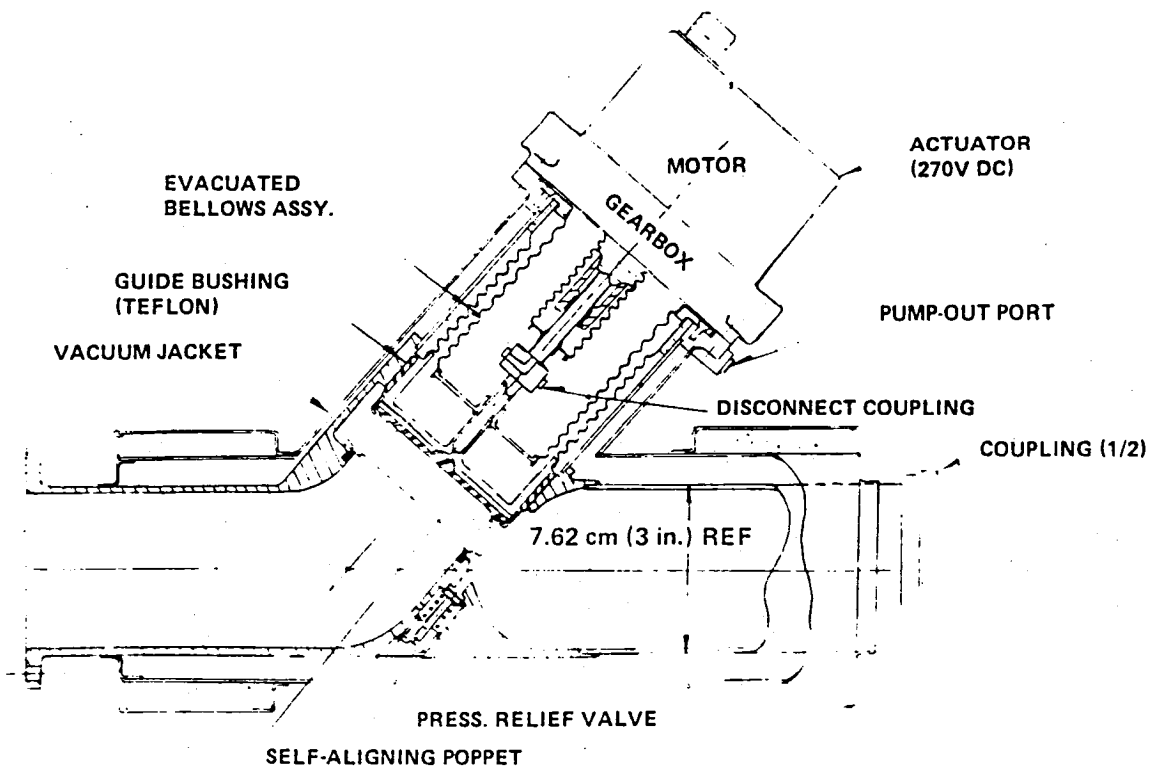 ACTUATOR
(270V DC)
MOTOR
GEARBOX
EVACUATED
BELLOWS ASSY.
GUIDE BUSHING
(TEFLON)
VACUUM JACKET
PUMP-OUT PORT
DISCONNECT COUPLING
COUPLING (1/2)
7.62 cm (3 in.) REF
PRESS. RELIEF VALVE
SELF-ALIGNING POPPET